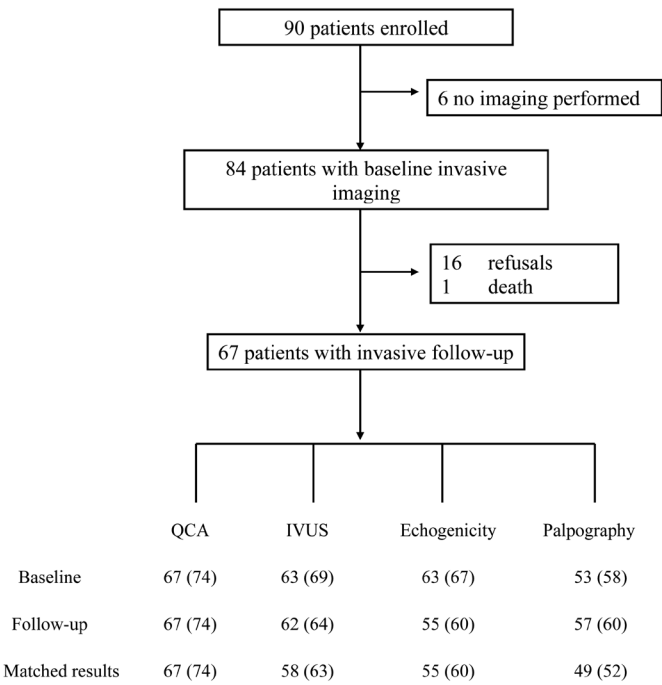 90 patients enrolled
6 no imaging performed
84 patients with baseline invasive
imaging
16 refusals
1 death
67 patients with invasive follow-up
QCA IVUS Echogenicity Palpography
Baseline 67 (74) 63 (69) 63 (67) 53 (58)
Follow-up 67 (74) 62 (64) 55 (60) 57 (60)
Matched results 67 (74) 58 (63) 55 (60) 49 (52)